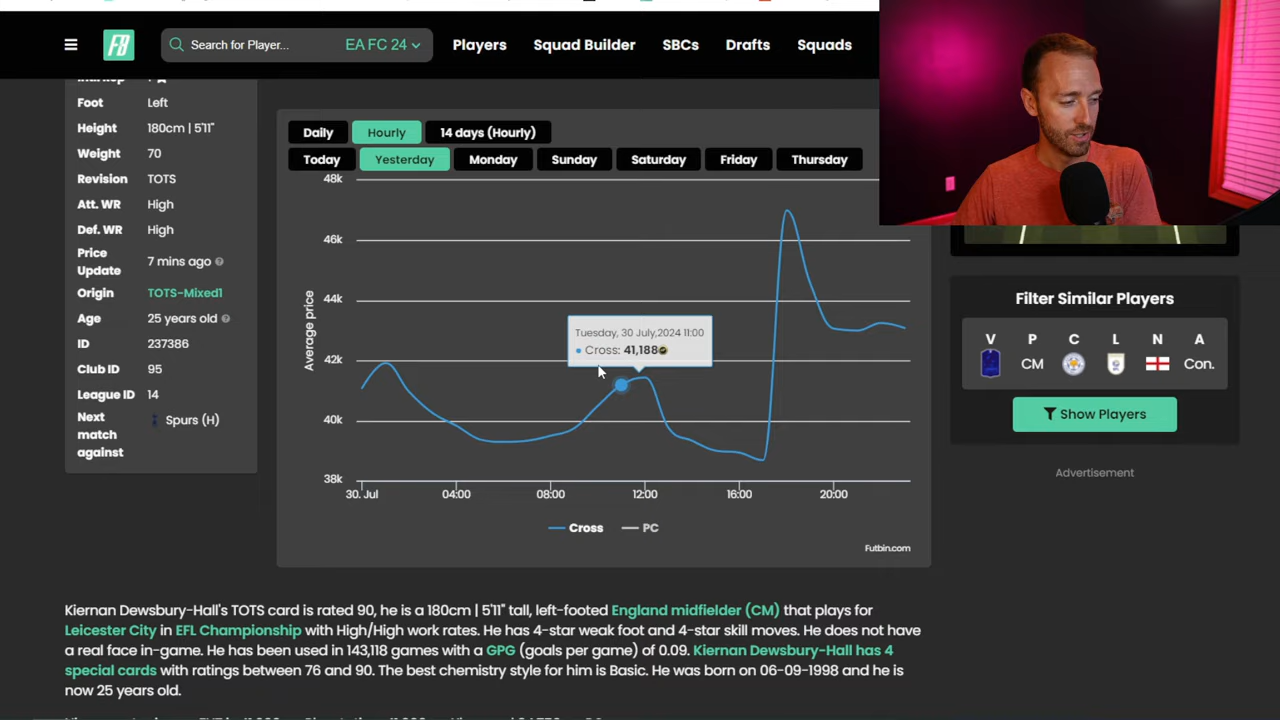 F8 Search for Player... EA FC 24 Players Squad Builder SBCs Drafts Squads
Foot Left
Height 180cm | 5'11"
Weight 70
Revision TOTS
Att. WR High
Def. WR High
Price Update 7 mins ago
Origin TOTS-Mixed1
Age 25 years old
ID 237386
Club ID 95
League ID 14
Next match against Spurs (H)
Daily Hourly 14 days (Hourly)
Today Yesterday Monday Sunday Saturday Friday Thursday
48k
46k
44k
42k
40k
38k
Average price
Tuesday, 30 July,2024 11:00
Cross: 41,188
30. Jul 04:00 08:00 12:00 16:00 20:00
Cross PC
Futbin.com
Filter Similar Players
V P C L N A
CM Con.
Show Players
Advertisement
Kiernan Dewsbury-Hall's TOTS card is rated 90, he is a 180cm | 5'11" tall, left-footed England midfielder (CM) that plays for
Leicester City in EFL Championship with High/High work rates. He has 4-star weak foot and 4-star skill moves. He does not have
a real face in-game. He has been used in 143,118 games with a GPG (goals per game) of 0.09. Kiernan Dewsbury-Hall has 4
special cards with ratings between 76 and 90. The best chemistry style for him is Basic. He was born on 06-09-1998 and he is
now 25 years old.